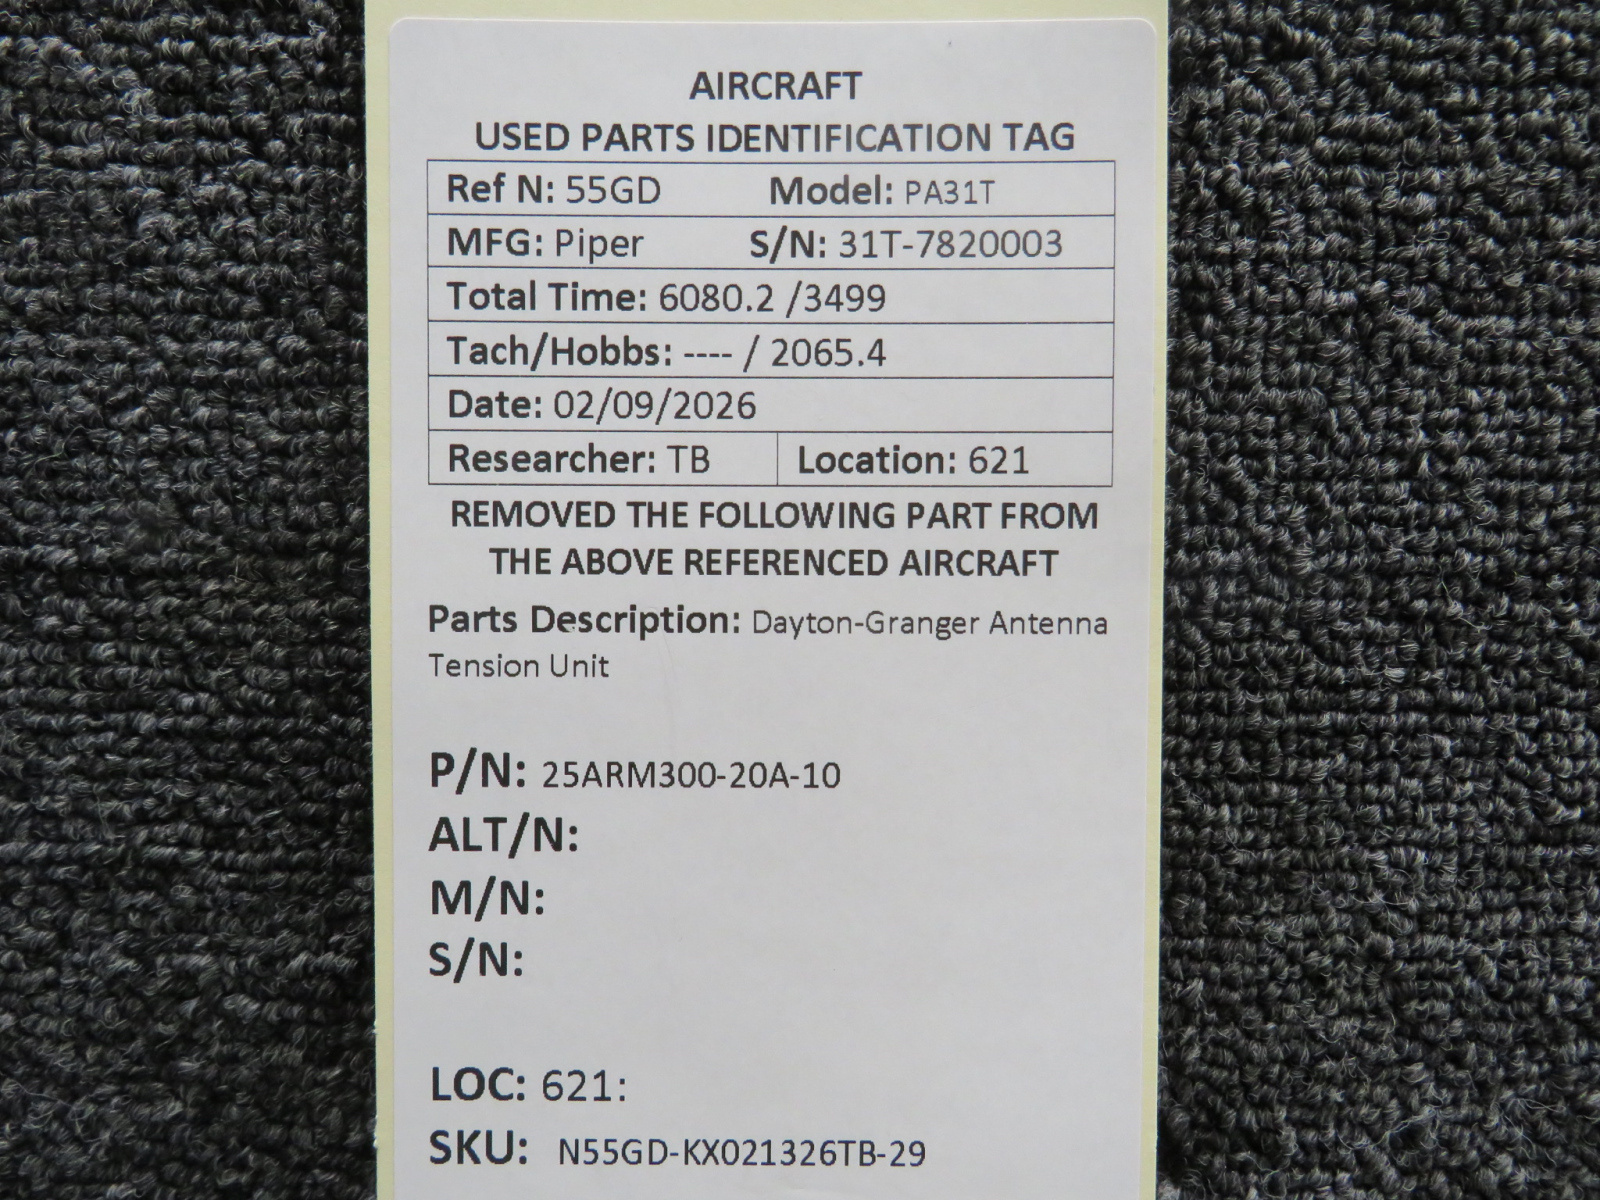 AIRCRAFT
USED PARTS IDENTIFICATION TAG
Ref N: 55GD Model: PA31T
MFG: Piper S/N: 31T-7820003
Total Time: 6080.2 /3499
Tach/Hobbs: ---- / 2065.4
Date: 02/09/2026
Researcher: TB Location: 621
REMOVED THE FOLLOWING PART FROM
THE ABOVE REFERENCED AIRCRAFT
Parts Description: Dayton-Granger Antenna
Tension Unit
P/N: 25ARM300-20A-10
ALT/N:
M/N:
S/N:
LOC: 621:
SKU: N55GD-KX021326TB-29